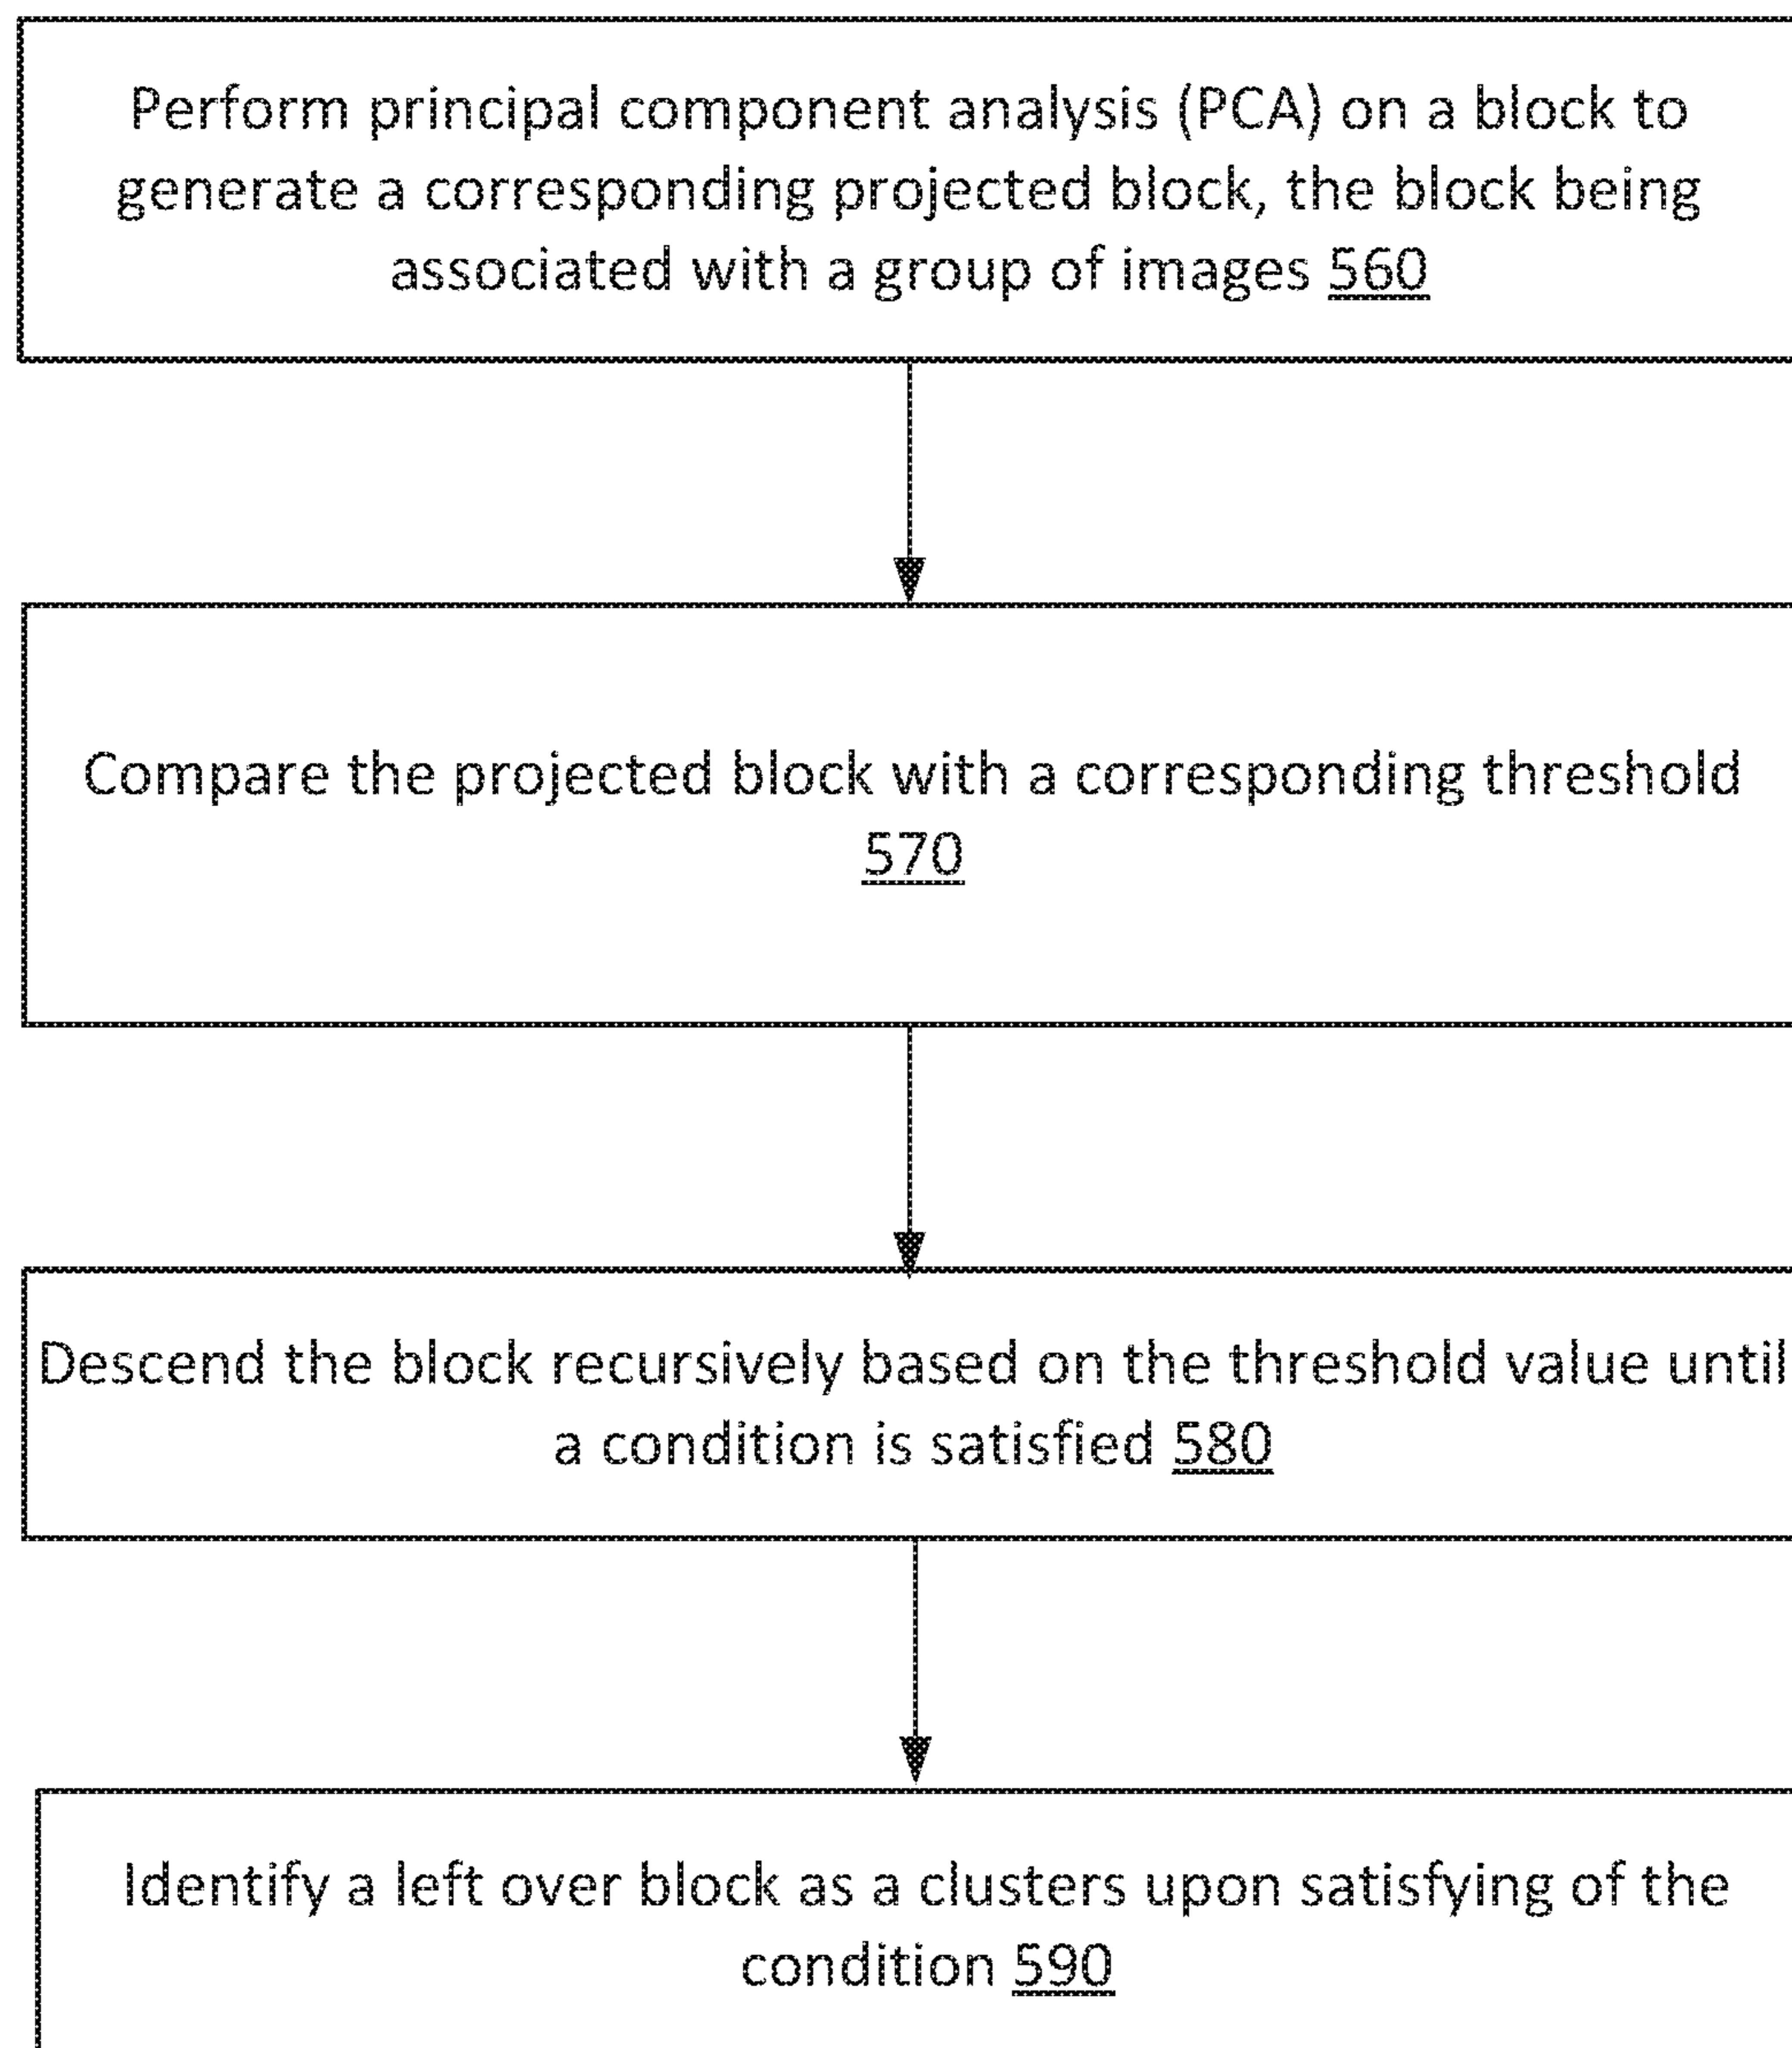 Perform principal component analysis (PCA) on a block to
generate a corresponding projected block, the block being
associated with a group of images 560
Compare the projected block with a corresponding threshold
570
Descend the block recursively based on the threshold value until
a condition is satisfied 580
Identify a left over block as a clusters upon satisfying of the
condition 590